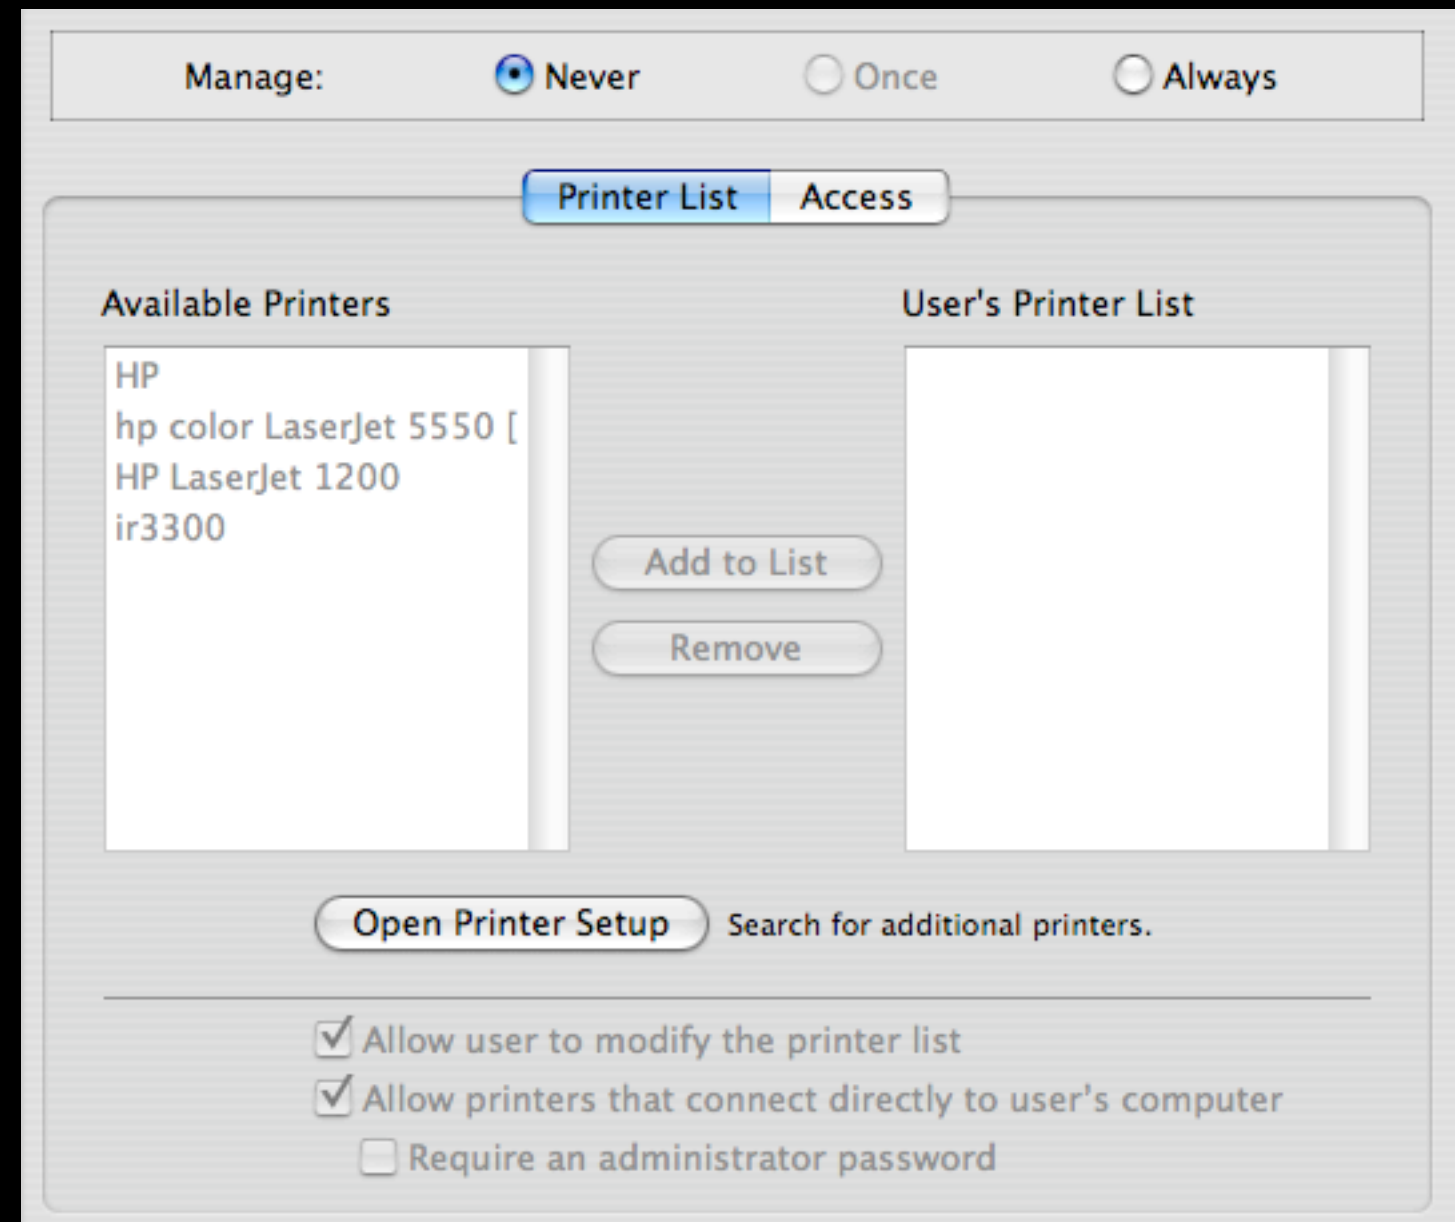 Manage: Never Once Always
Printer List Access
Available Printers User's Printer List
HP
hp color LaserJet 5550 [
HP LaserJet 1200
ir3300
Add to List
Remove
Open Printer Setup Search for additional printers.
Allow user to modify the printer list
Allow printers that connect directly to user's computer
Require an administrator password